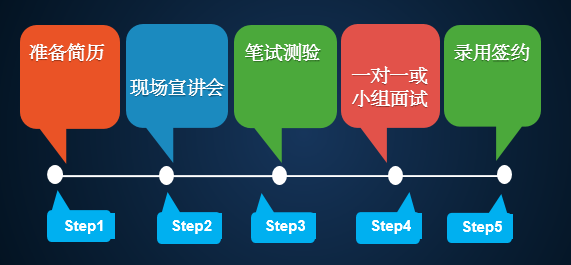 准备简历
现场宣讲会
笔试测验
一对一或
小组面试
录用签约
Step1
Step2
Step3
Step4
Step5